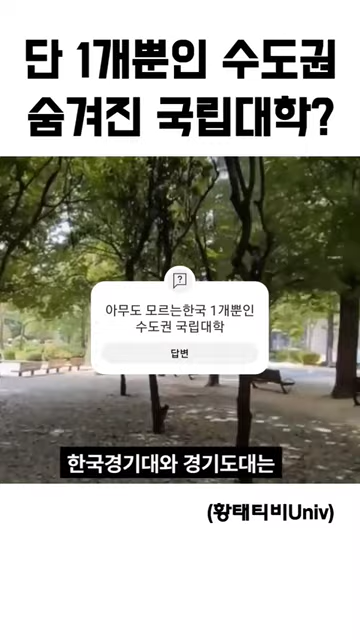 단 1개뿐인 수도권
숨겨진 국립대학?
아무도 모르는한국 1개뿐인
수도권 국립대학
답변
한국경기대와 경기도대는
(황태티비Univ)